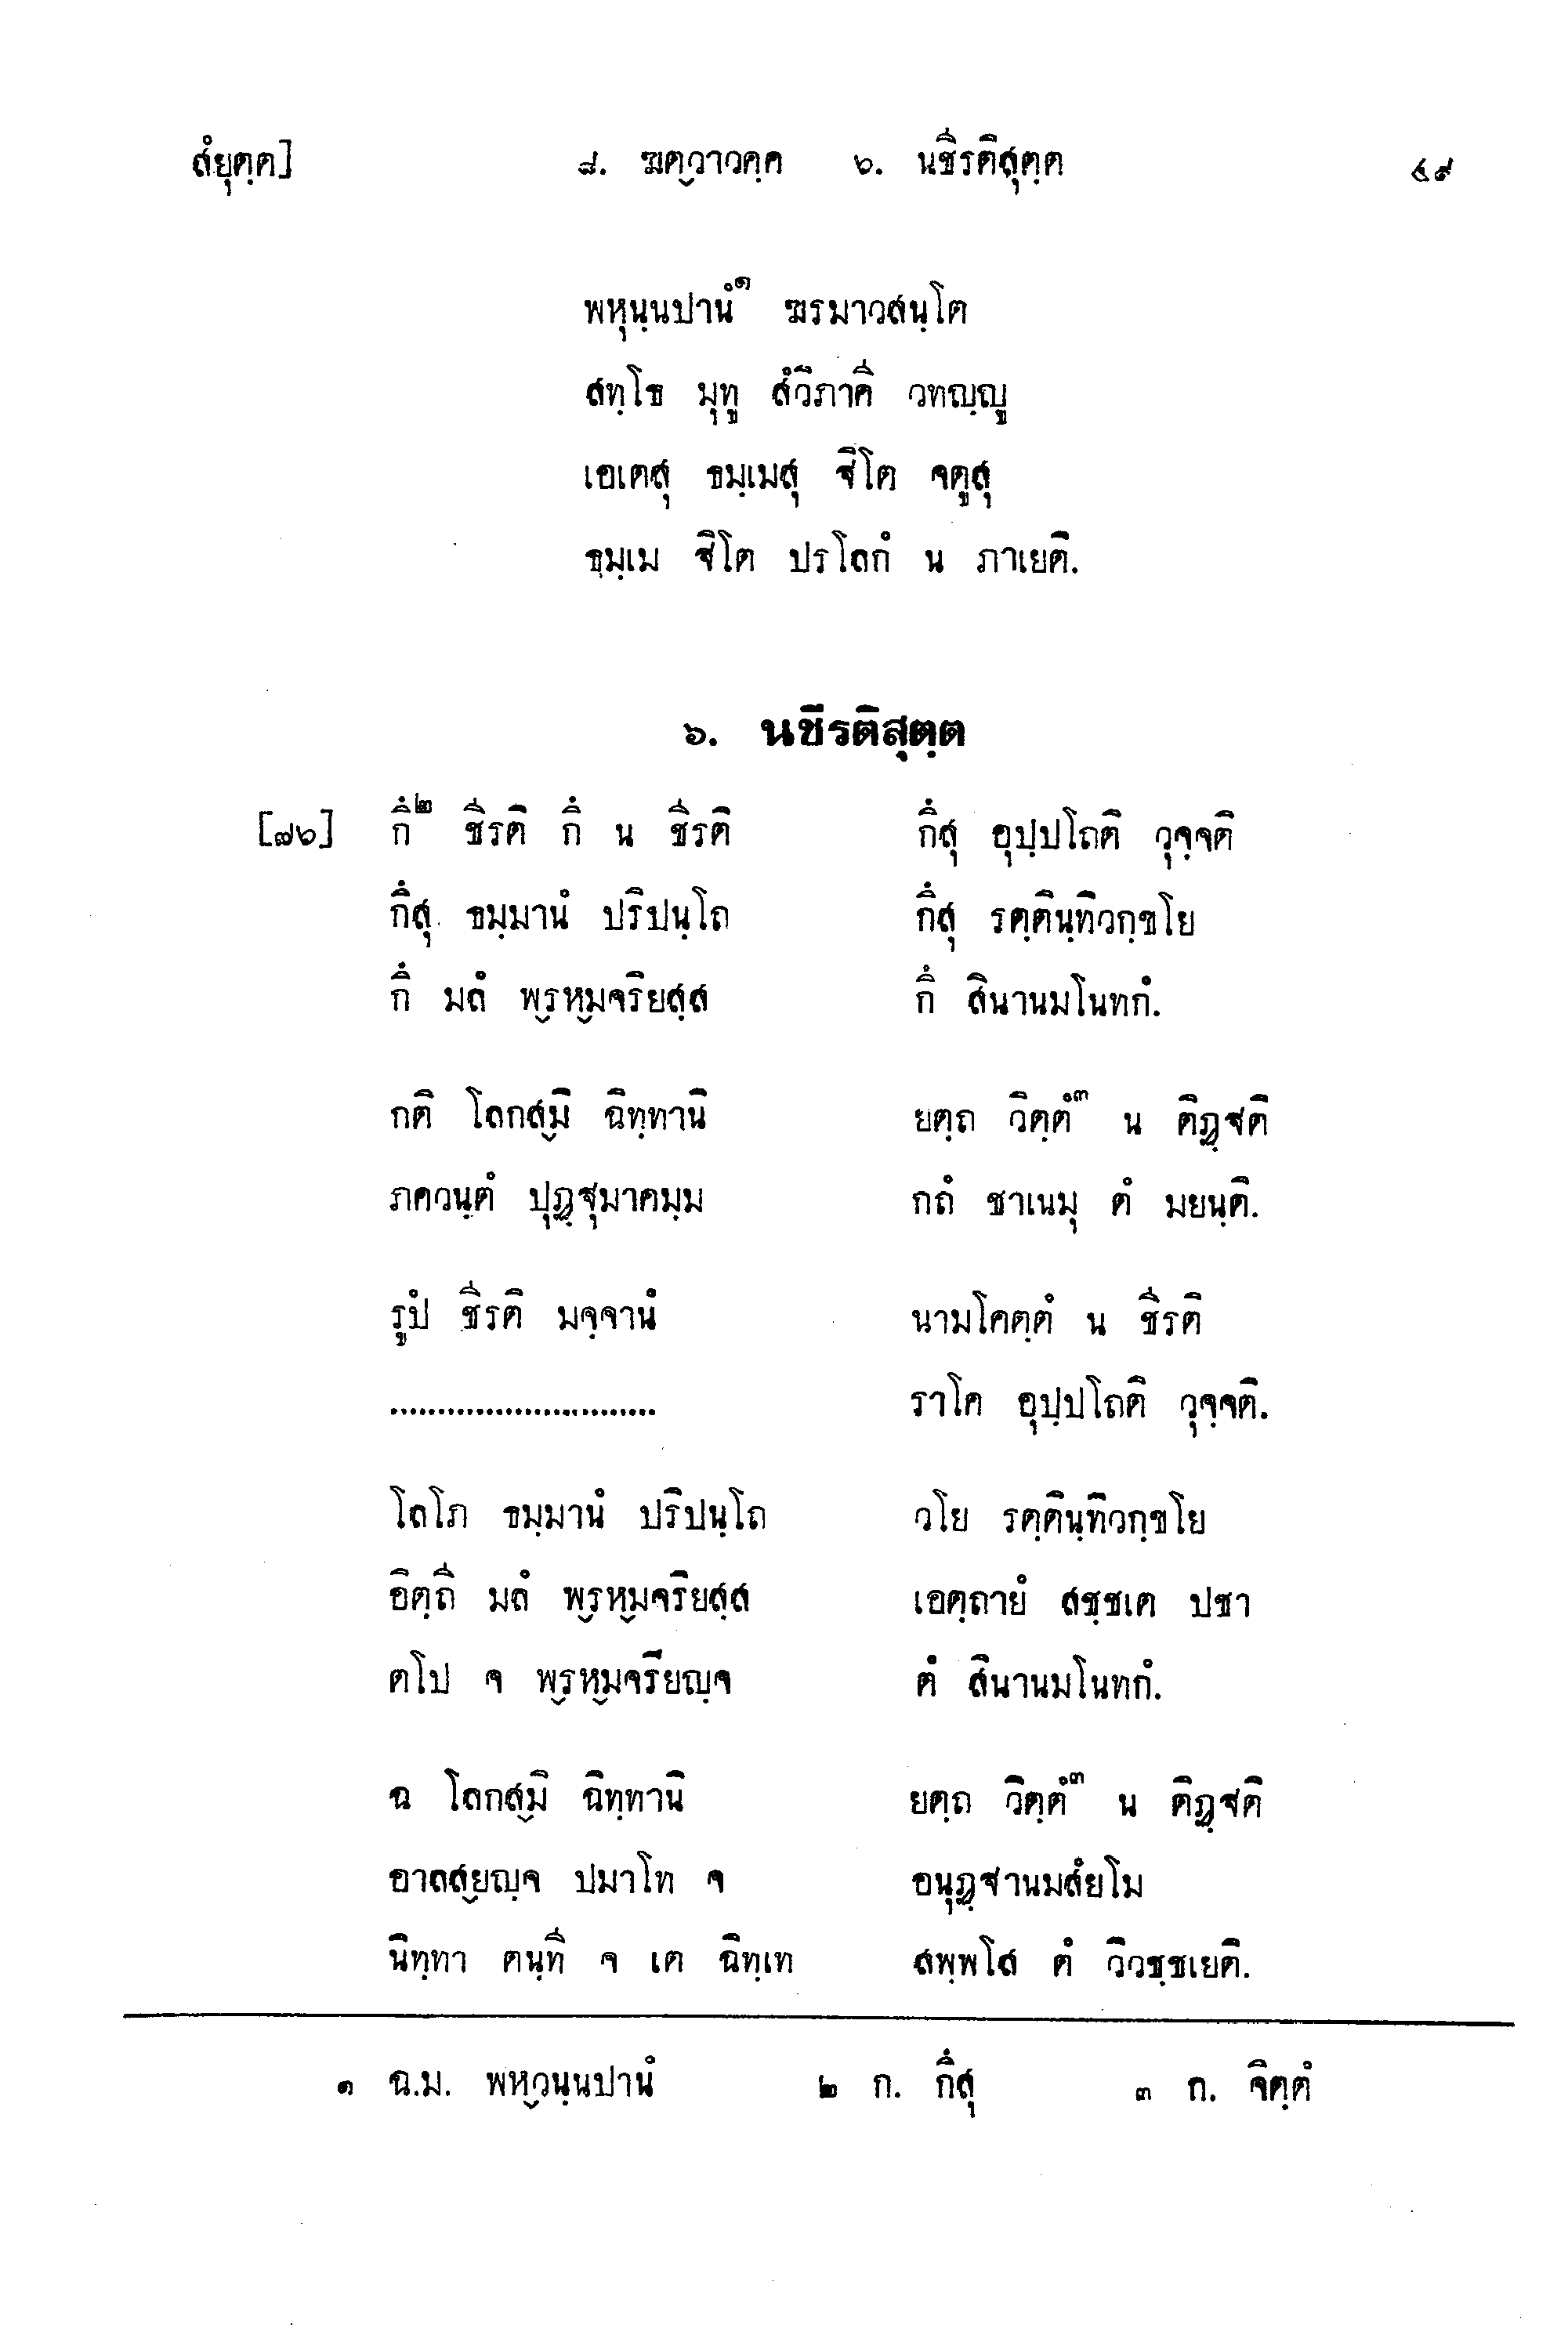 สํยุตฺต] ๘. ฆตฺวาวคฺค ๖. นชีรติสุตฺต ๔๙
พหุนฺนปานํ๑ ฆรมาวสนฺโต
สทฺโธ มุทู สํวิภาคี วทญฺญู
เอเตสุ ธมฺเมสุ ฐิโต จตูสุ
ธมฺเม ฐิโต ปรโลกํ น ภาเยติ.
๖. นชีรติสุตฺต
[๗๖] กึ๒ ชีรติ กึ น ชีรติ กึสุ อุปฺปโถติ วุจฺจติ
กึสุ ธมฺมานํ ปริปนฺโถ กึสุ รตฺตินฺทิวกฺขโย
กึ มลํ พฺรหฺมจริยสฺส กึ สินานมโนทกํ.
กติ โลกสฺมิ ฉิทฺทานิ ยตฺถ วิตฺตํ๓ น ติฏฺฐติ
ภควนฺตํ ปุฏฺฐุมาคมฺม กถํ ชาเนมุ ตํ มยนฺติ.
รูปํ ชีรติ มจฺจานํ นามโคตฺตํ น ชีรติ
............................ ราโค อุปฺปโถติ วุจฺจติ.
โลโภ ธมฺมานํ ปริปนฺโถ วโย รตฺตินฺทิวกฺขโย
อิตฺถี มลํ พฺรหฺมจริยสฺส เอตฺถายํ สชฺชเต ปชา
ตโป จ พฺรหฺมจริยญฺจ ตํ สินานมโนทกํ.
ฉ โลกสฺมิ ฉิทฺทานิ ยตฺถ วิตฺตํ๓ น ติฏฺฐติ
อาลสฺยญฺจ ปมาโท จ อนุฏฺฐานมสํยโม
นิทฺทา ตนฺที จ เต ฉิทฺเท สพฺพโส ตํ วิวชฺชเยติ.
๑ ฉ.ม. พหฺวนฺนปานํ ๒ ก. กึสุ ๓ ก. จิตฺตํ